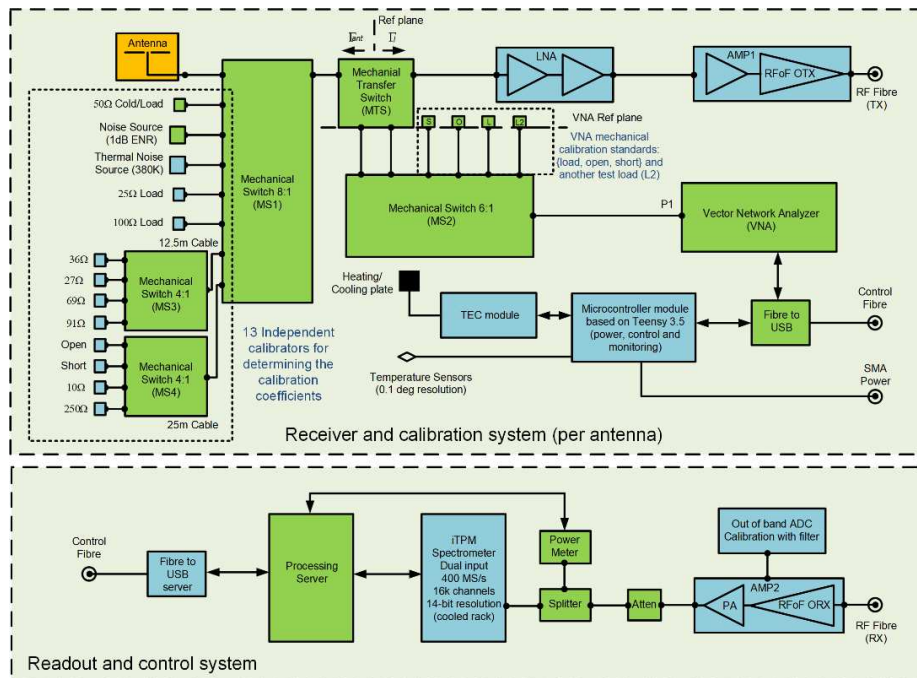 Ref plane
Γant
Γi
Antenna
50Ω Cold/Load
Noise Source
(1dB ENR)
Thermal Noise
Source (380K)
25Ω Load
100Ω Load
12.5m Cable
36Ω
27Ω
69Ω
91Ω
Mechanical
Switch 4:1
(MS3)
Open
Short
10Ω
250Ω
Mechanical
Switch 4:1
(MS4)
25m Cable
Mechanical
Switch 8:1
(MS1)
13 Independent
calibrators for
determining the
calibration
coefficients
Mechanial
Transfer
Switch
(MTS)
LNA
AMP1
RFoF OTX
RF Fibre
(TX)
S
O
L
L2
VNA Ref plane
VNA mechanical
calibration standards:
{load, open, short} and
another test load (L2)
Mechanical Switch 6:1
(MS2)
P1
Vector Network Analyzer
(VNA)
Heating/
Cooling plate
TEC module
Microcontroller module
based on Teensy 3.5
(power, control and
monitoring)
Fibre to
USB
Control
Fibre
Temperature Sensors
(0.1 deg resolution)
SMA
Power
Receiver and calibration system (per antenna)
Control
Fibre
Fibre to
USB
server
Processing
Server
iTPM
Spectrometer
Dual input
400 MS/s
16k channels
14-bit resolution
(cooled rack)
Power
Meter
Splitter
Atten
Out of band ADC
Calibration with filter
AMP2
PA
RFoF ORX
RF Fibre
(RX)
Readout and control system